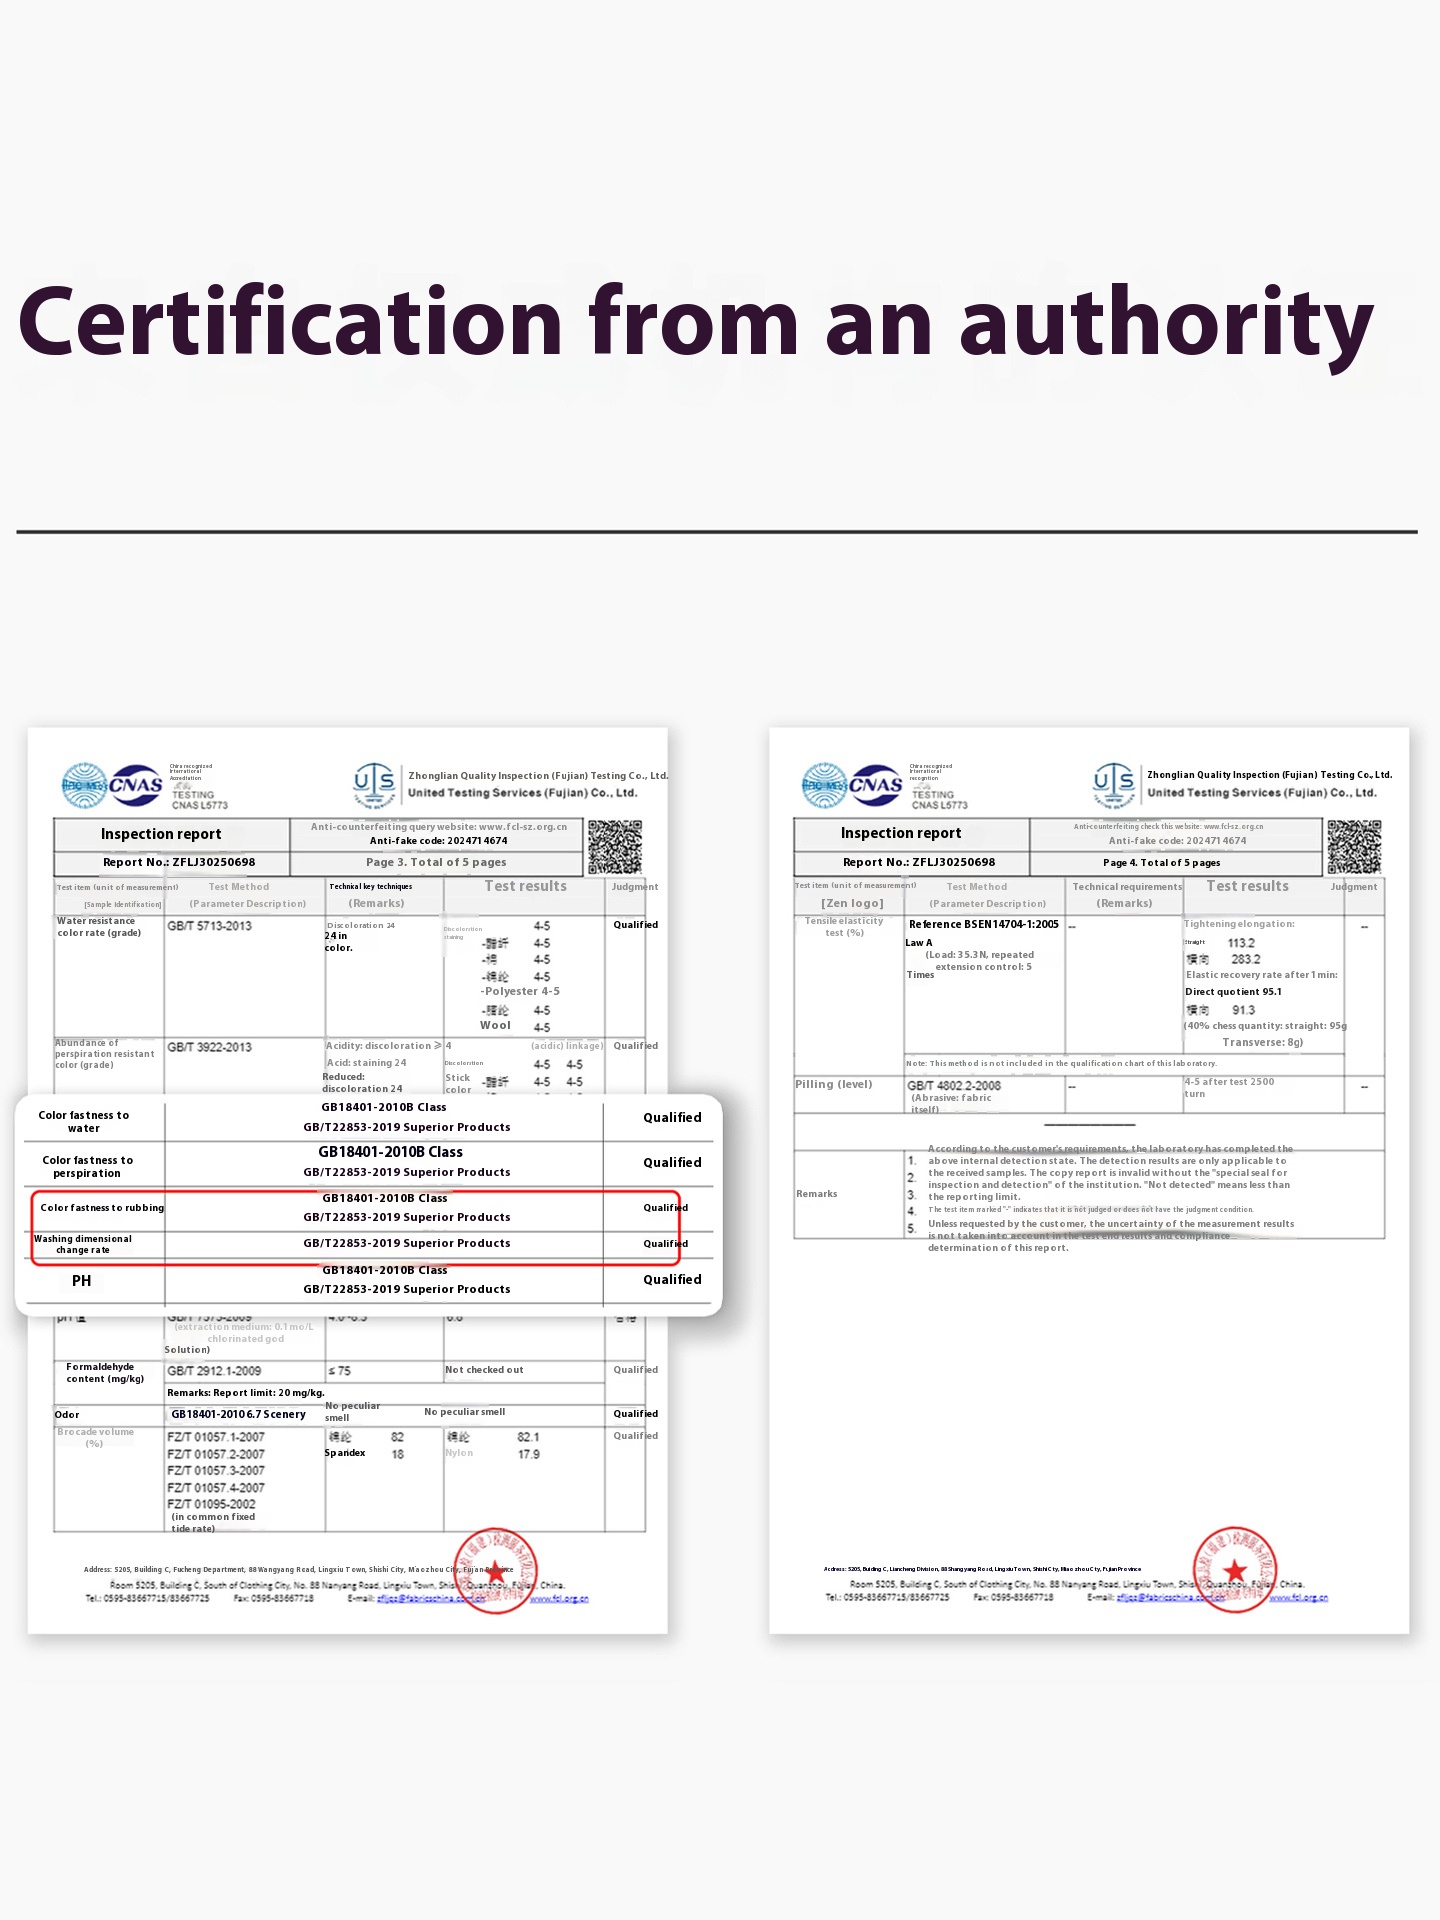 Certification from an authority
CNAS
China recognized
International
Accreditation
TESTING
CNAS L5773
UTS
Zhonglian Quality Inspection (Fujian) Testing Co., Ltd.
United Testing Services (Fujian) Co., Ltd.
Inspection report
Anti-counterfeiting query website: www.fcl-sz.org.cn
Anti-fake code: 2024714674
Report No.: ZFLJ30250698
Page 3. Total of 5 pages
Test item (unit of measurement)
[Sample Identification]
Test Method
(Parameter Description)
Technical key techniques
(Remarks)
Test results
Judgment
Water resistance
color rate (grade)
GB/T 5713-2013
Discoloration 34
24 in
color.
Discoloration
staining
4-5
4-5
-棉 4-5
-锦纶 4-5
-Polyester 4-5
-腈纶 4-5
Wool 4-5
Qualified
Abundance of
perspiration resistant
color (grade)
GB/T 3922-2013
Acidity: discoloration ⩾ 4
Acid: staining 24
Reduced:
discoloration 24
(acidic) linkage)
Discoloration 4-5 4-5
Stick
color
4-5 4-5
Qualified
Color fastness to
water
GB18401-2010B Class
GB/T22853-2019 Superior Products
Qualified
Color fastness to
perspiration
GB18401-2010B Class
GB/T22853-2019 Superior Products
Qualified
Color fastness to rubbing
GB18401-2010B Class
GB/T22853-2019 Superior Products
Qualified
Washing dimensional
change rate
GB/T22853-2019 Superior Products
Qualified
PH
GB18401-2010B Class
GB/T22853-2019 Superior Products
Qualified
pH 值
GB/T 7573-2009
(extraction medium: 0.1mo/L
chlorinated god
Solution)
4.0~8.5
6.8
合格
Formaldehyde
content (mg/kg)
GB/T 2912.1-2009
≤ 75
Not checked out
Qualified
Remarks: Report limit: 20 mg/kg.
Odor
GB18401-2010 6.7 Scenery
No peculiar
smell
No peculiar smell
Qualified
Brocade volume
(%)
FZ/T 01057.1-2007
FZ/T 01057.2-2007
FZ/T 01057.3-2007
FZ/T 01057.4-2007
FZ/T 01095-2002
(in common fixed
tide rate)
锦纶 82
Spandex 18
锦纶 82.1
Nylon 17.9
Qualified
Address: 5205, Building C, Fucheng Department, 88 Wangyang Road, Lingxiu Town, Shishi City, Maozhou City, Fujian Province
Room 5205, Building C, South of Clothing City, No. 88 Nanyang Road, Lingxiu Town, Shishi, Quanzhou, Fujian, China.
Tel.: 0595-83667715/83667725 Fax: 0595-83667718 E-mail: zfljqz@fabricschina.com.cn www.fcl.org.cn
CNAS
China recognized
International
recognition
TESTING
CNAS L5773
UTS
Zhonglian Quality Inspection (Fujian) Testing Co., Ltd.
United Testing Services (Fujian) Co., Ltd.
Inspection report
Anti-counterfeiting check this website: www.fcl-sz.org.cn
Anti-fake code: 2024714674
Report No.: ZFLJ30250698
Page 4. Total of 5 pages
Test item (unit of measurement)
[Zen logo]
Test Method
(Parameter Description)
Technical requirements
(Remarks)
Test results
Judgment
Tensile elasticity
test (%)
Reference BSEN14704-1:2005
Law A
(Load: 35.3N, repeated
extension control: 5
Times
--
Tightening elongation:
Straight 113.2
横向 283.2
Elastic recovery rate after 1min:
Direct quotient 95.1
横向 91.3
(40% chess quantity: straight: 95g
Transverse: 8g)
--
Note: This method is not included in the qualification chart of this laboratory.
Pilling (level)
GB/T 4802.2-2008
(Abrasive: fabric
itself)
--
4-5 after test 2500
turn
--
Remarks
1.
2.
3.
4.
5.
According to the customer's requirements, the laboratory has completed the
above internal detection state. The detection results are only applicable to
the received samples. The copy report is invalid without the "special seal for
inspection and detection" of the institution. "Not detected" means less than
the reporting limit.
The test item marked "-" indicates that it is not judged or does not have the judgment condition.
Unless requested by the customer, the uncertainty of the measurement results
is not taken into account in the test end results and compliance
determination of this report.
Address: 5205, Building C, Liancheng Division, 88 Shangyang Road, Lingxiu Town, Shishi City, Miaozhou City, Fujian Province
Room 5205, Building C, South of Clothing City, No. 88 Nanyang Road, Lingxiu Town, Shishi, Quanzhou, Fujian, China.
Tel.: 0595-83667715/83667725 Fax: 0595-83667718 E-mail: zfljqz@fabricschina.com.cn www.fcl.org.cn